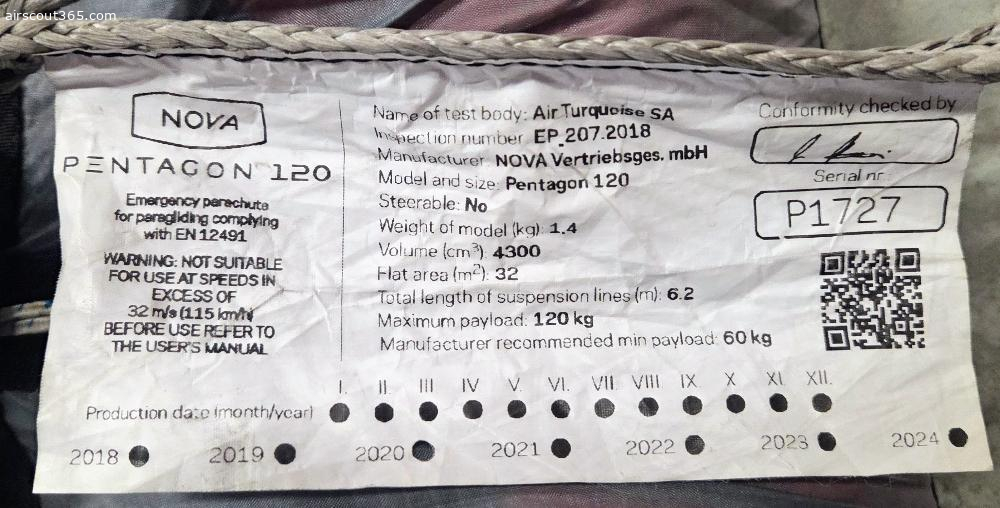 airscout365.com
NOVA
PENTAGON 120
Emergency parachute
for paragliding complying
with EN 12491
WARNING: NOT SUITABLE
FOR USE AT SPEEDS IN
EXCESS OF
32 m/s (115 km/h)
BEFORE USE REFER TO
THE USER'S MANUAL
Name of test body: Air Turquoise SA
Inspection number EP_207.2018
Manufacturer NOVA Vertriebsges. mbH
Model and size: Pentagon 120
Steerable: No
Weight of model (kg): 1.4
Volume (cm³): 4300
Flat area (m²): 32
Total length of suspension lines (m): 6.2
Maximum payload: 120 kg
Manufacturer recommended min payload: 60 kg
Conformity checked by
Serial nr.
P1727
I. II. III IV V. VI. VII. VIII IX. X XI. XII.
Production date (month/year)
2018 2019 2020 2021 2022 2023 2024